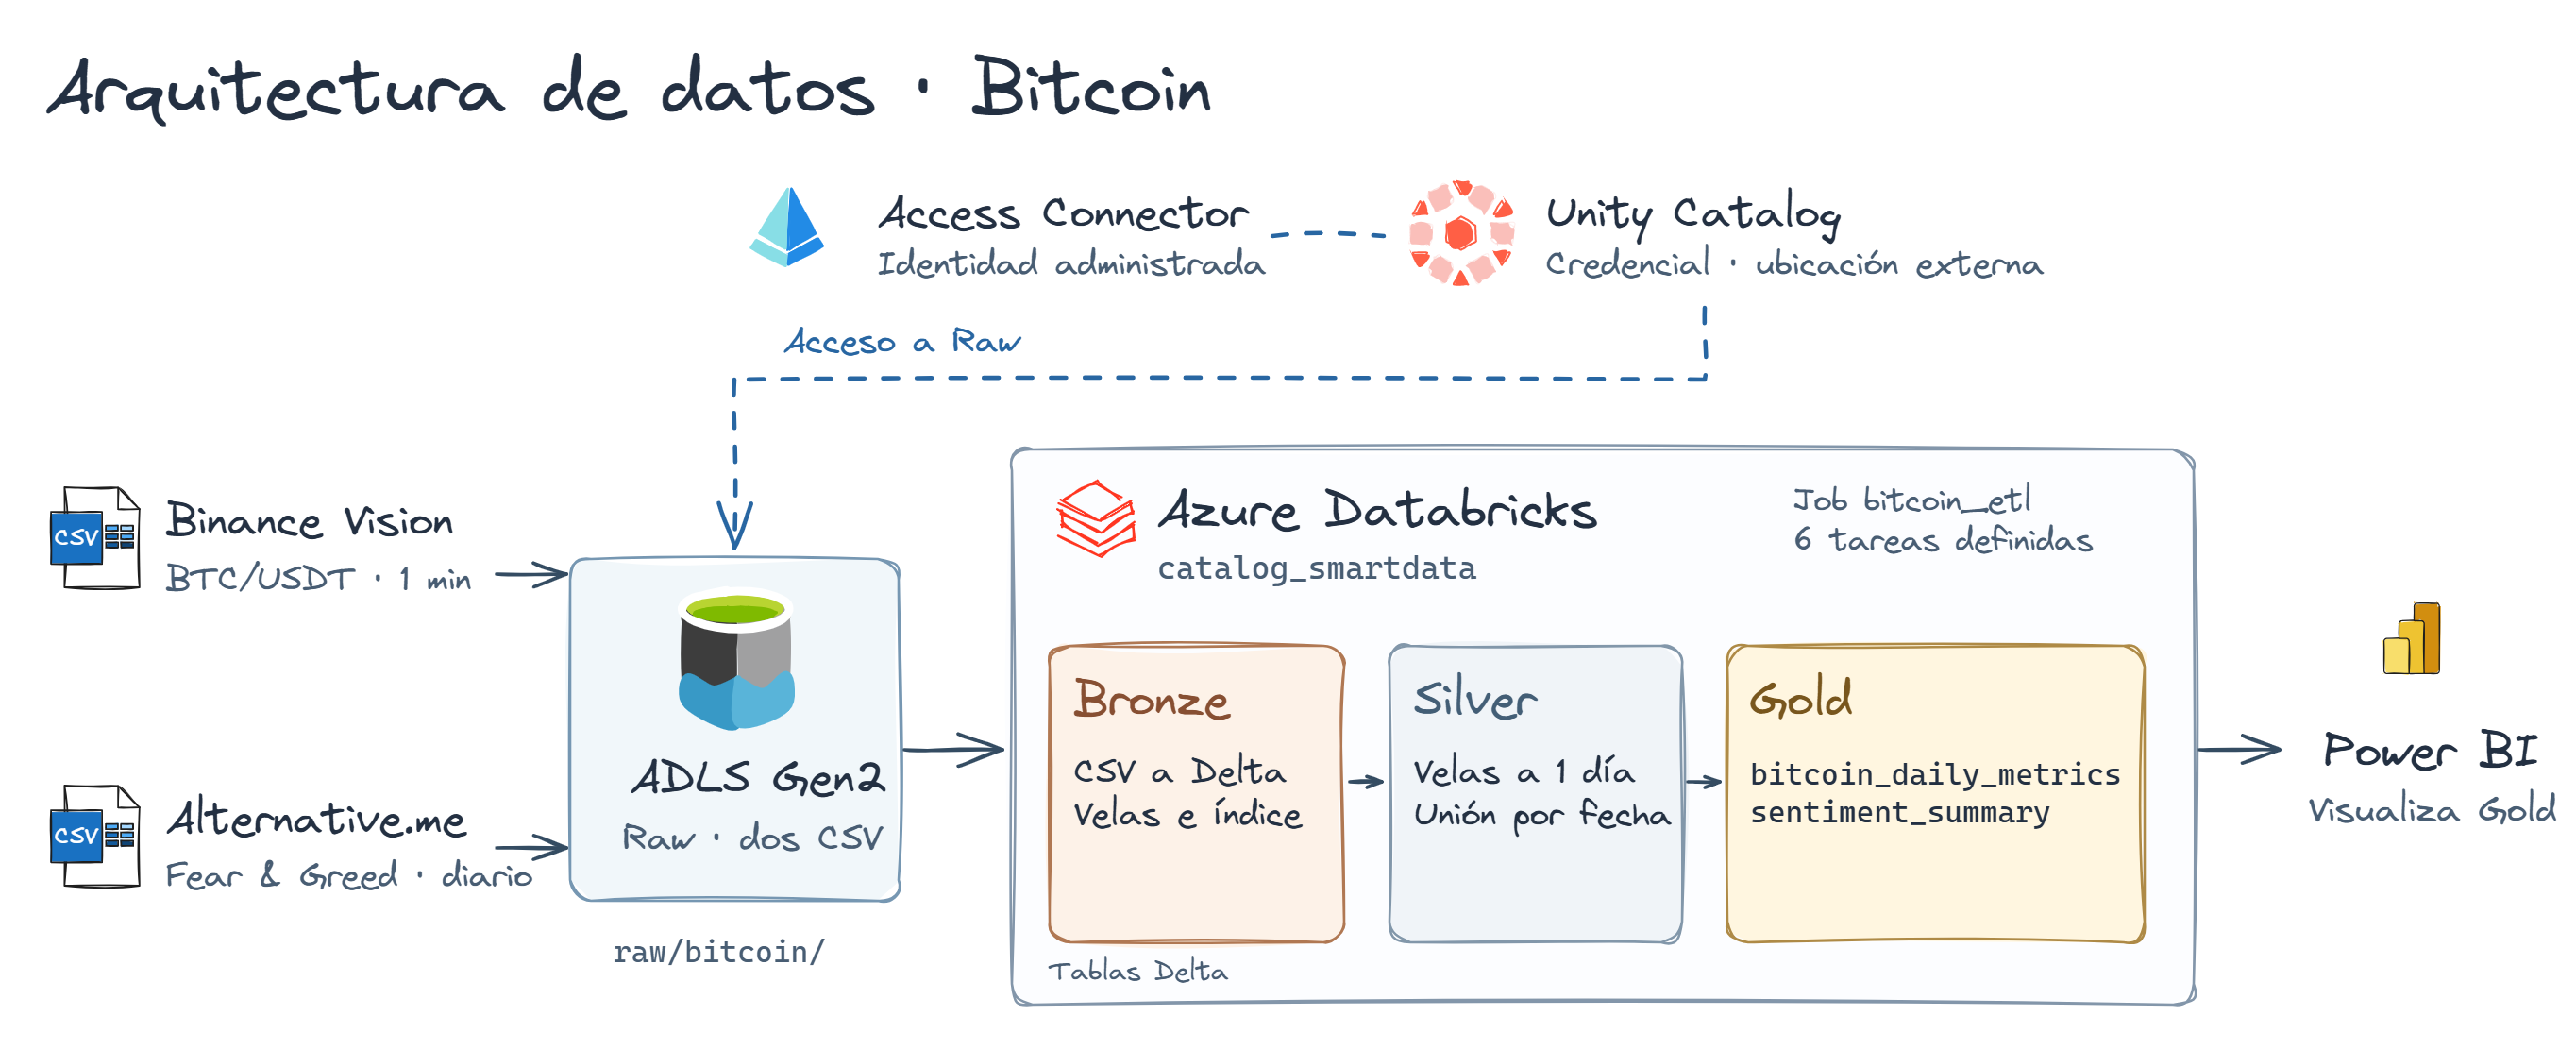 Arquitectura de datos · Bitcoin
Access Connector
Identidad administrada
Unity Catalog
Credencial · ubicación externa
Acceso a Raw
CSV
Binance Vision
BTC/USDT · 1 min
CSV
Alternative.me
Fear & Greed · diario
ADLS Gen2
Raw · dos CSV
raw/bitcoin/
Azure Databricks
catalog_smartdata
Job bitcoin_etl
6 tareas definidas
Bronze
CSV a Delta
Velas e índice
Silver
Velas a 1 día
Unión por fecha
Gold
bitcoin_daily_metrics
sentiment_summary
Tablas Delta
Power BI
Visualiza Gold